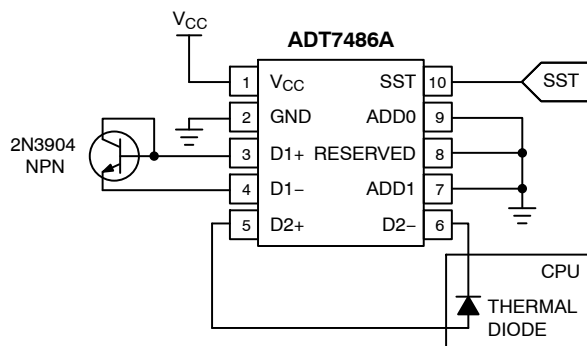 VCC
ADT7486A
1 VCC SST 10 SST
2 GND ADD0 9
2N3904
NPN
3 D1+ RESERVED 8
4 D1− ADD1 7
5 D2+ D2− 6
CPU
THERMAL
DIODE